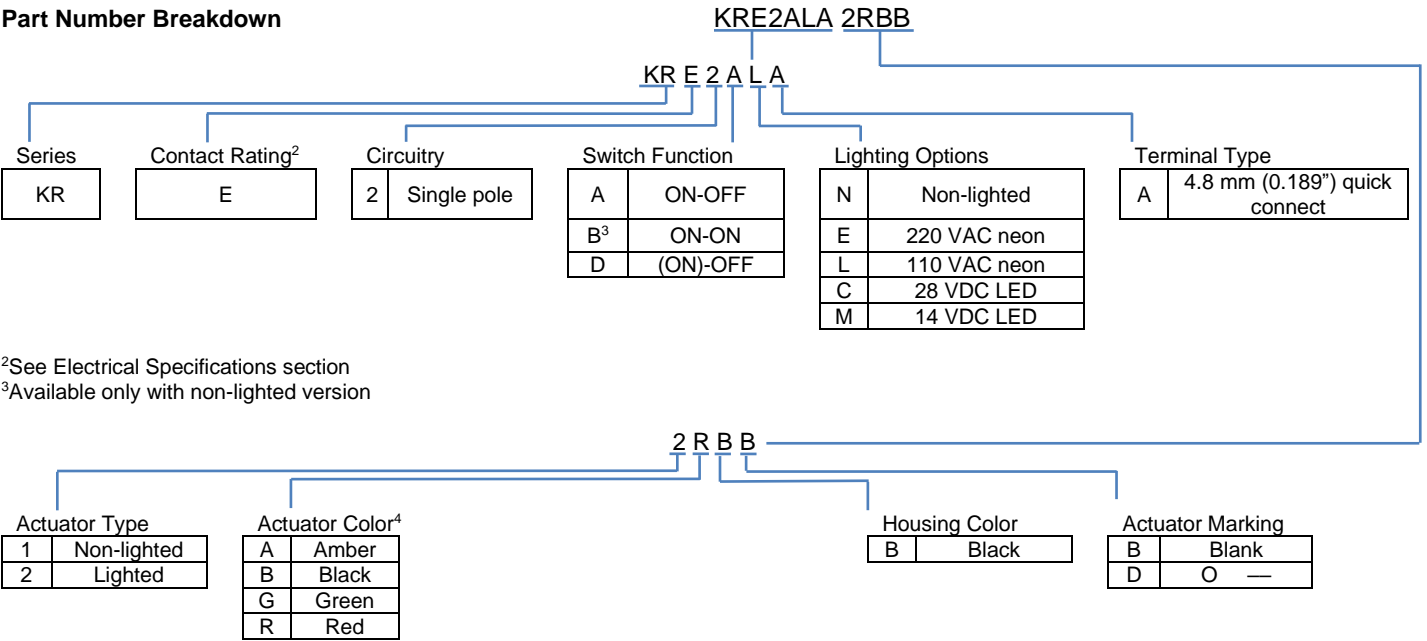 Part Number Breakdown
KRE2ALA 2RBB
KR E 2 A L A
Series
KR
Contact Rating²
E
Circuitry
2 Single pole
Switch Function
A ON-OFF
B³ ON-ON
D (ON)-OFF
Lighting Options
N Non-lighted
E 220 VAC neon
L 110 VAC neon
C 28 VDC LED
M 14 VDC LED
Terminal Type
A 4.8 mm (0.189”) quick
connect
²See Electrical Specifications section
³Available only with non-lighted version
2 R B B
Actuator Type
1 Non-lighted
2 Lighted
Actuator Color⁴
A Amber
B Black
G Green
R Red
Housing Color
B Black
Actuator Marking
B Blank
D O —